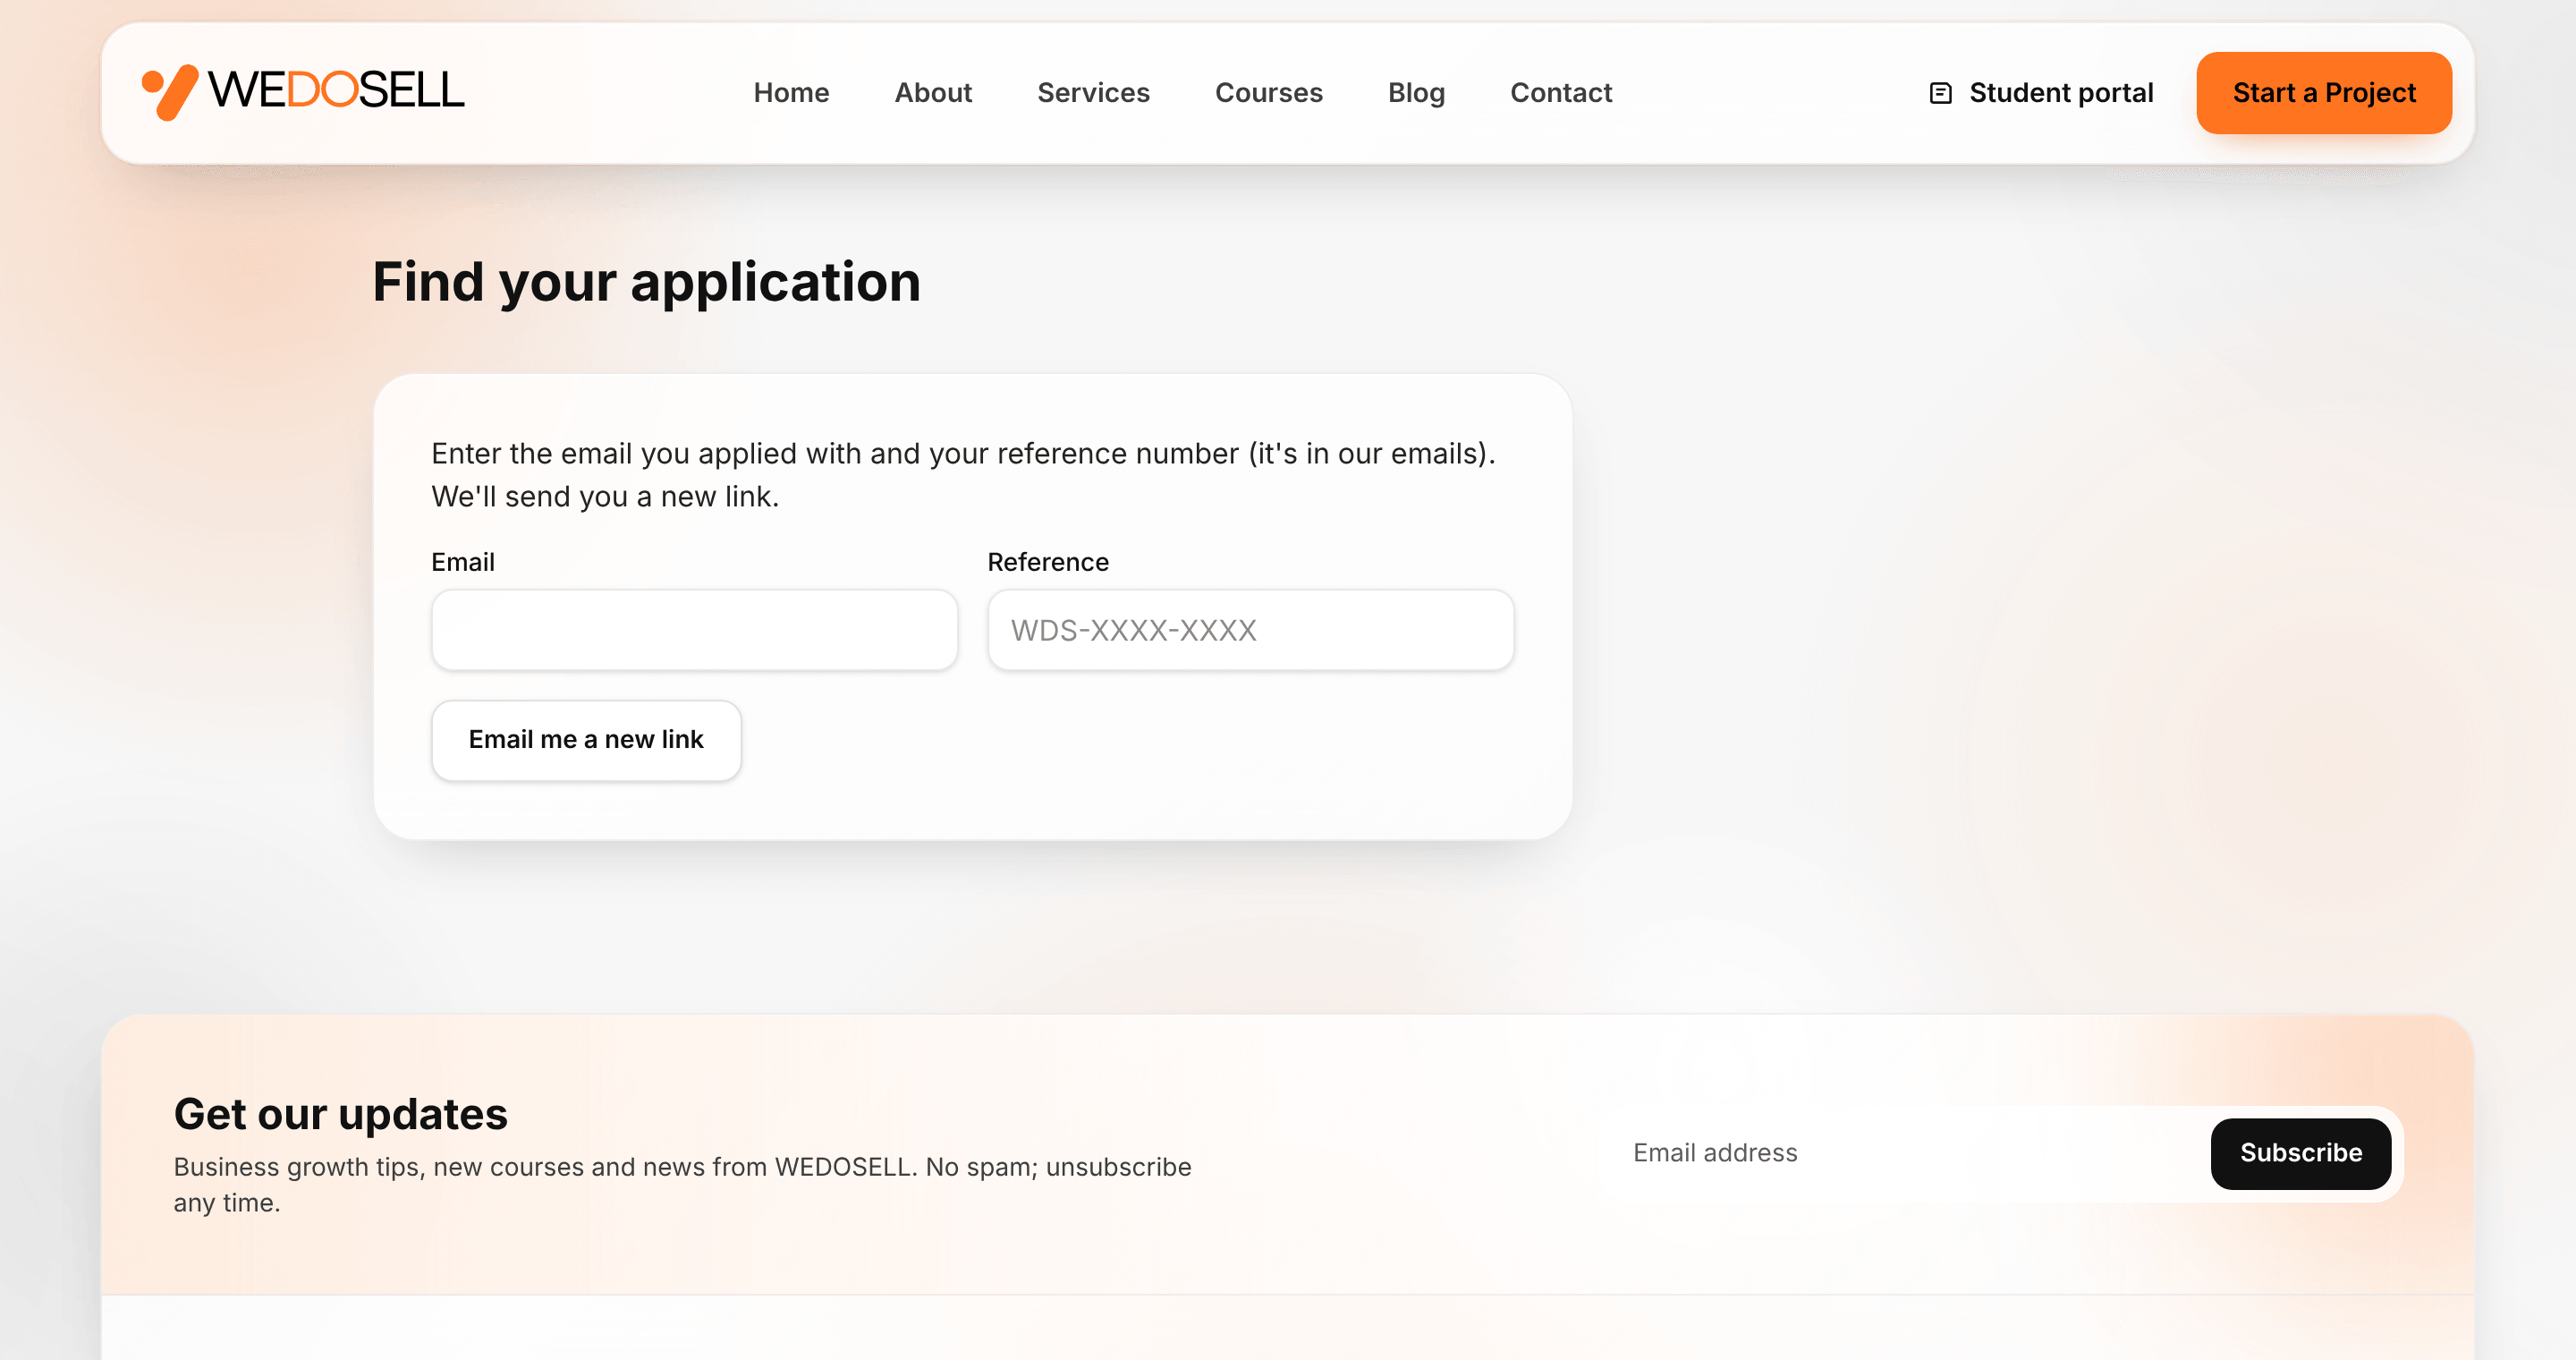 WEDOSELL
Home
About
Services
Courses
Blog
Contact
Student portal
Start a Project
Find your application
Enter the email you applied with and your reference number (it's in our emails).
We'll send you a new link.
Email
Reference
WDS-XXXX-XXXX
Email me a new link
Get our updates
Business growth tips, new courses and news from WEDOSELL. No spam; unsubscribe
any time.
Email address
Subscribe